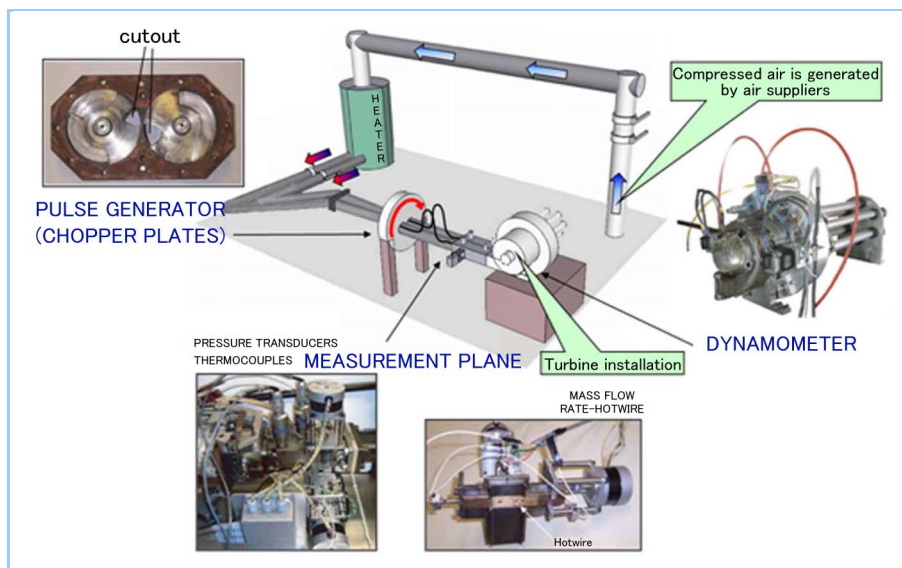 cutout
HEATER
Compressed air is generated
by air suppliers
PULSE GENERATOR
(CHOPPER PLATES)
PRESSURE TRANSDUCERS
THERMOCOUPLES
MEASUREMENT PLANE
Turbine installation
DYNAMOMETER
MASS FLOW
RATE-HOTWIRE
Hotwire